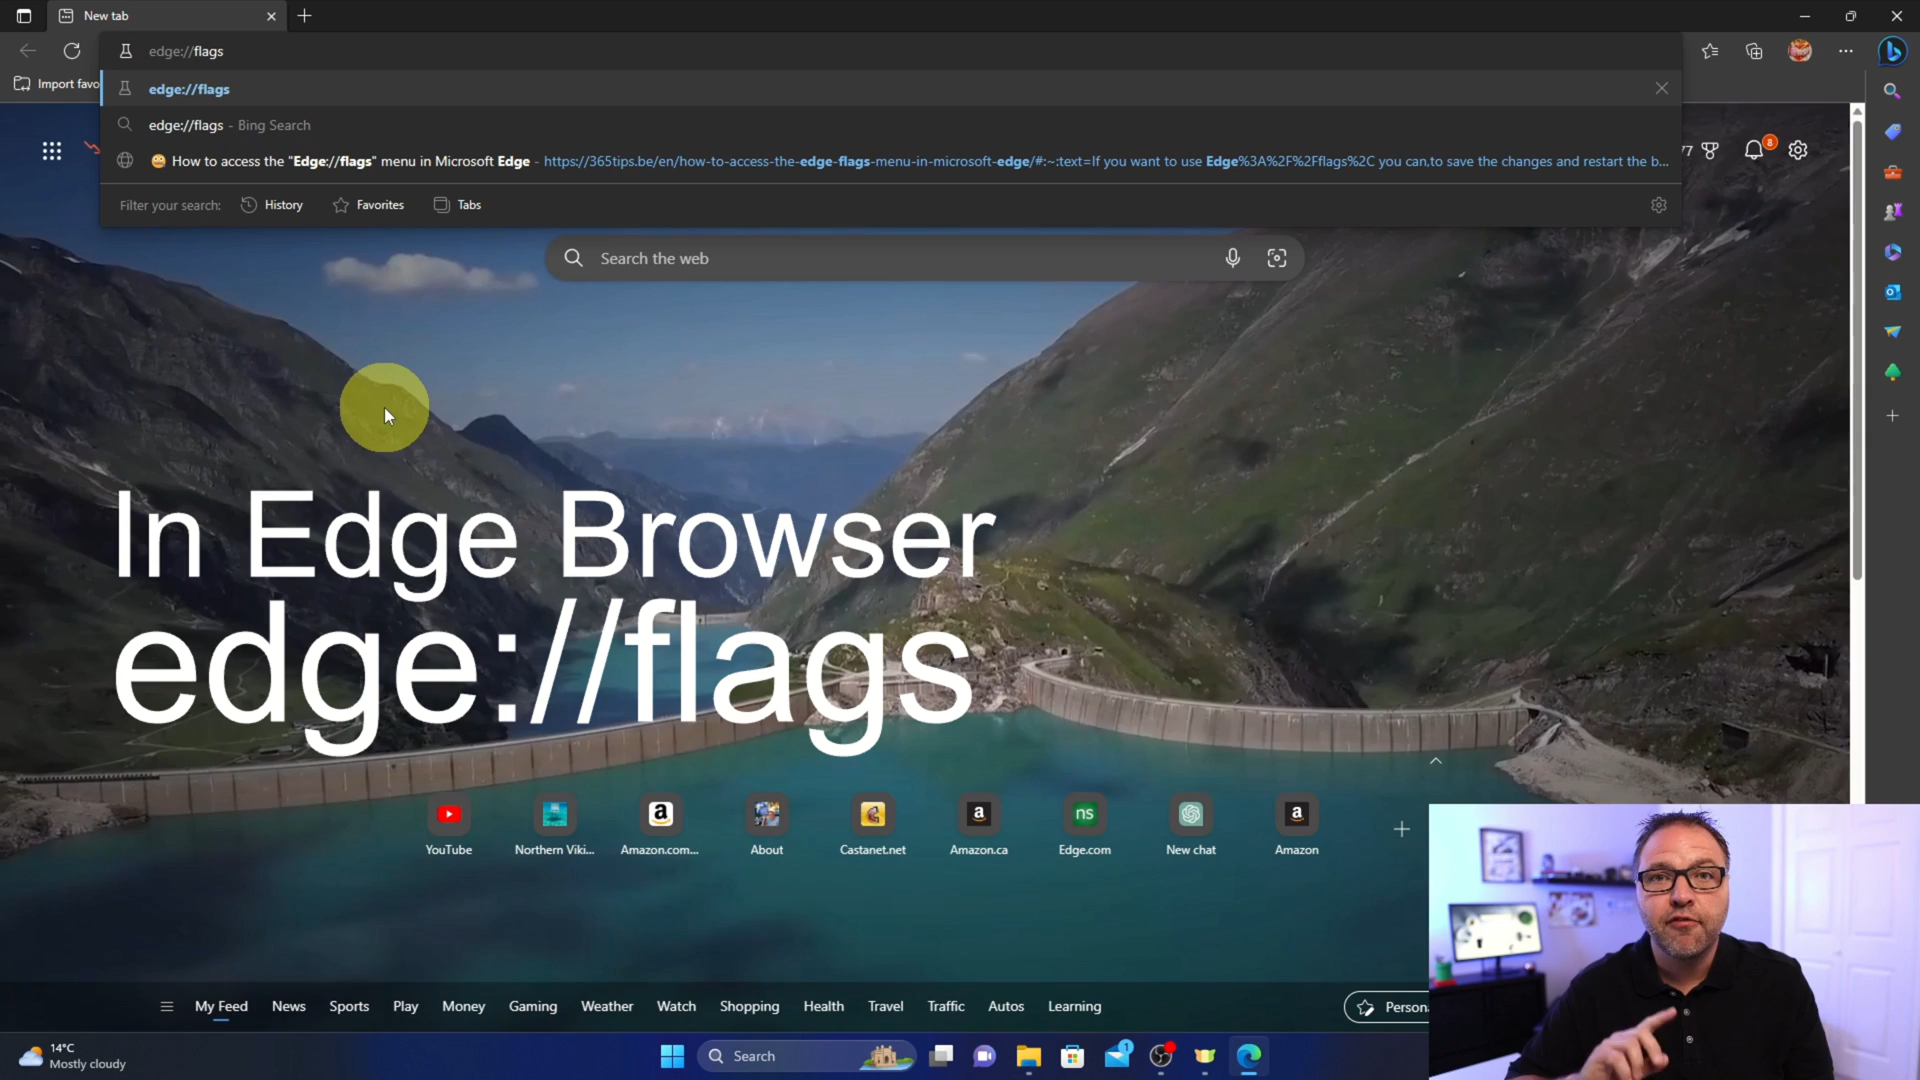 New tab
edge://flags
Import favo
edge://flags
edge://flags - Bing Search
How to access the "Edge://flags" menu in Microsoft Edge - https://365tips.be/en/how-to-access-the-edge-flags-menu-in-microsoft-edge/#:~:text=If you want to use Edge%3A%2F%2Fflags%2C you can,to save the changes and restart the b...
77
8
Filter your search: History Favorites Tabs
Search the web
In Edge Browser
edge://flags
YouTube
Northern Viki...
Amazon.com...
About
Castanet.net
Amazon.ca
ns
Edge.com
New chat
Amazon
My Feed News Sports Play Money Gaming Weather Watch Shopping Health Travel Traffic Autos Learning
Person
14°C
Mostly cloudy
Search
1